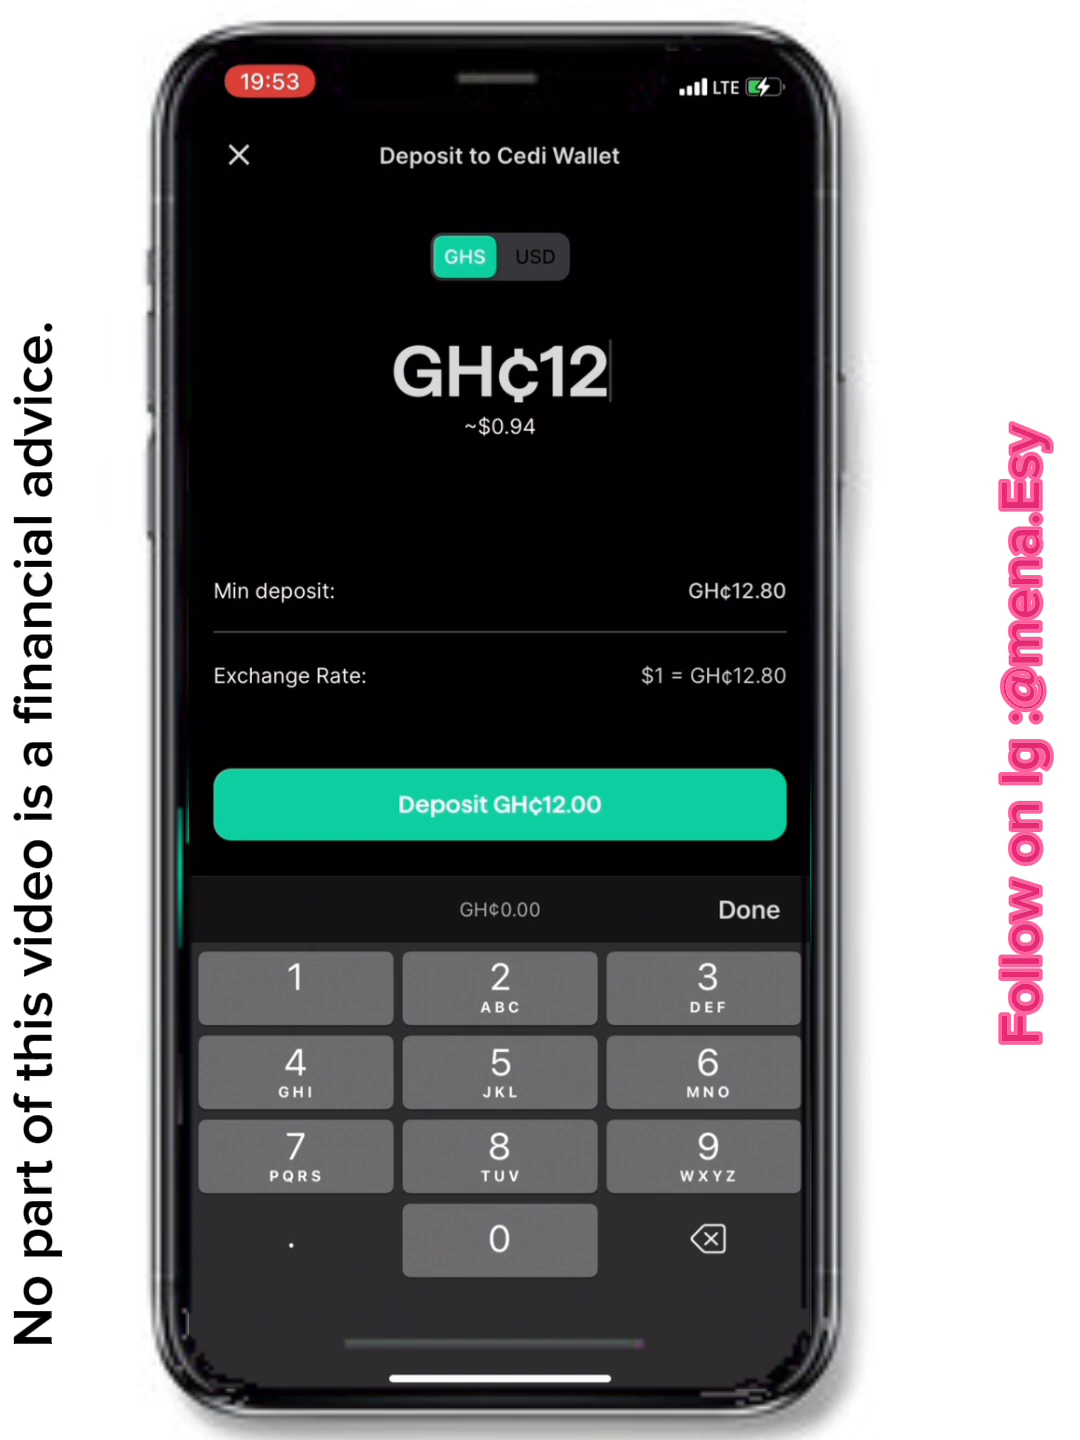 19:53
LTE
Deposit to Cedi Wallet
GHS USD
GH¢12
~$0.94
Min deposit: GH¢12.80
Exchange Rate: $1 = GH¢12.80
Deposit GH¢12.00
GH¢0.00 Done
1 2 3
ABC DEF
4 5 6
GHI JKL MNO
7 8 9
PQRS TUV WXYZ
. 0
No part of this video is a financial advice.
Follow on Ig :@mena.Esy